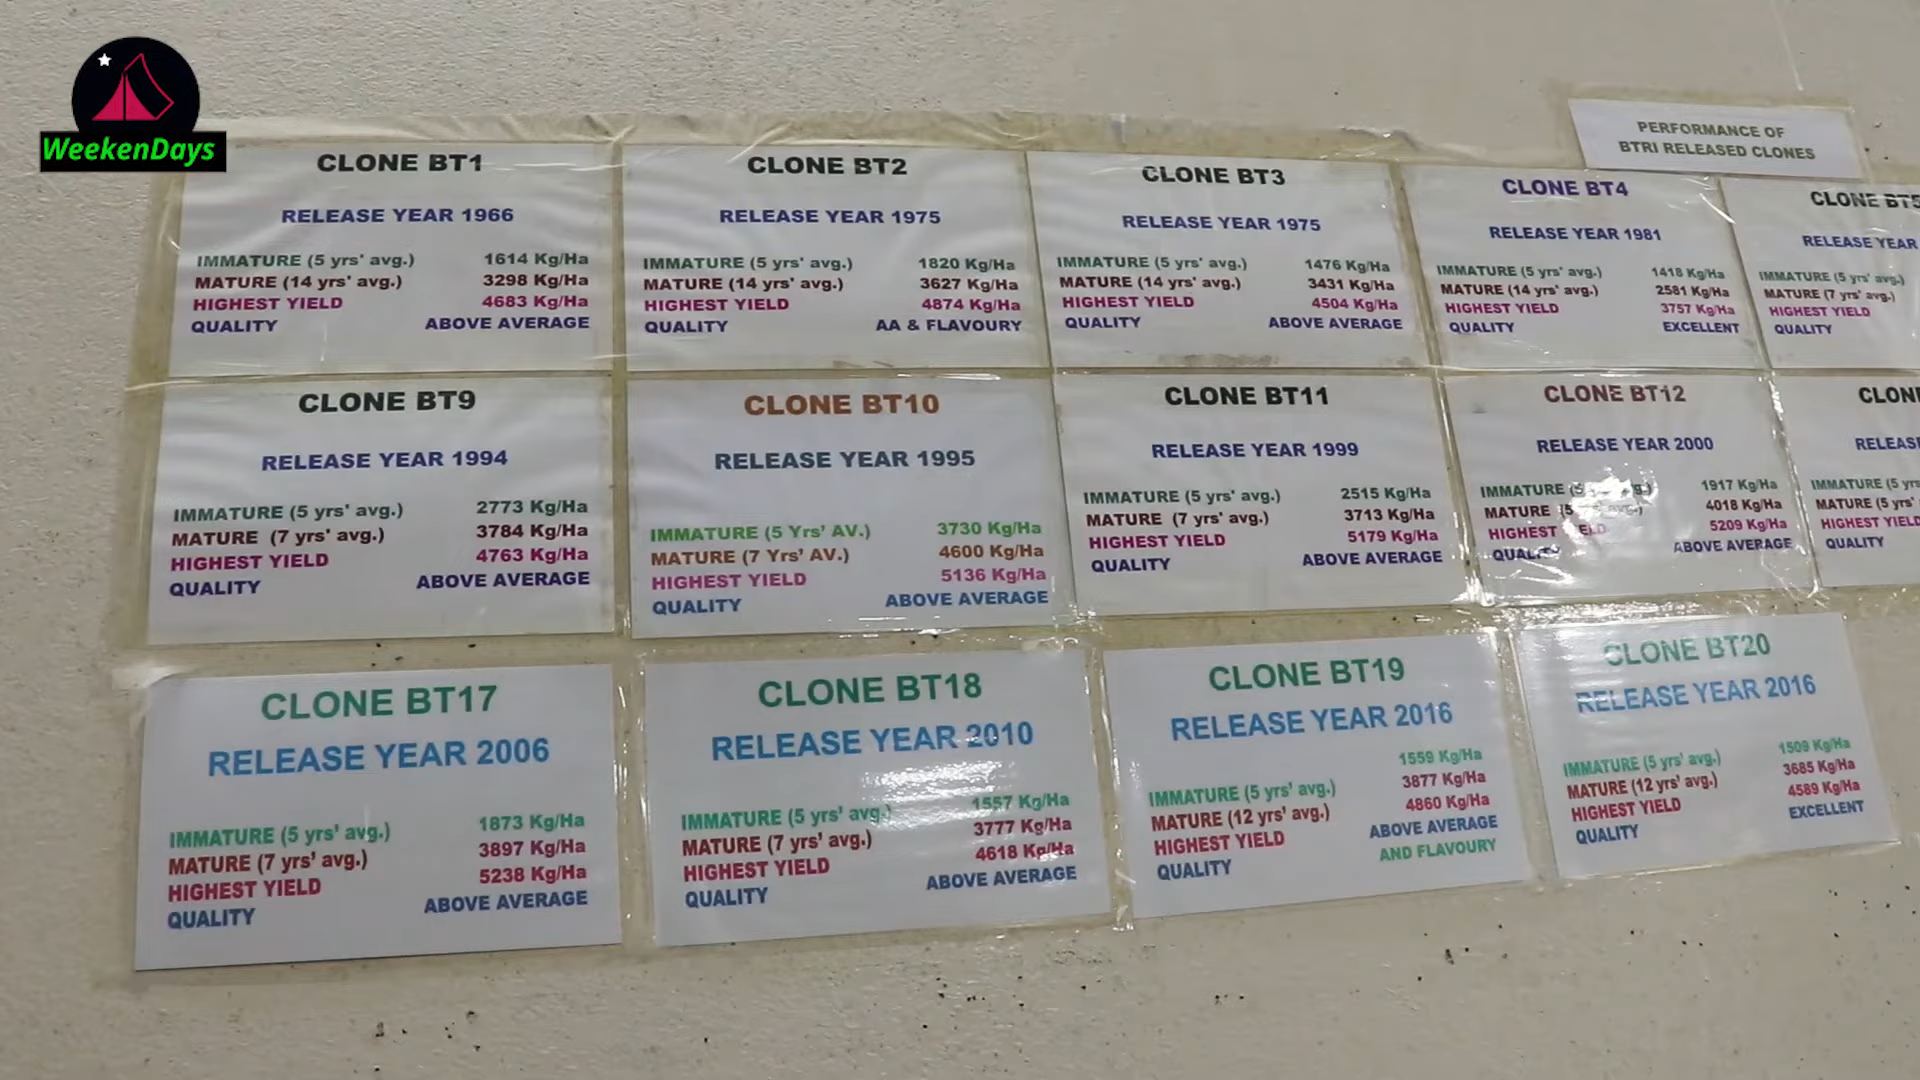 WeekenDays
PERFORMANCE OF
BTRI RELEASED CLONES
CLONE BT1
RELEASE YEAR 1966
IMMATURE (5 yrs' avg.) 1614 Kg/Ha
MATURE (14 yrs' avg.) 3298 Kg/Ha
HIGHEST YIELD 4683 Kg/Ha
QUALITY ABOVE AVERAGE
CLONE BT2
RELEASE YEAR 1975
IMMATURE (5 yrs' avg.) 1820 Kg/Ha
MATURE (14 yrs' avg.) 3627 Kg/Ha
HIGHEST YIELD 4874 Kg/Ha
QUALITY AA & FLAVOURY
CLONE BT3
RELEASE YEAR 1975
IMMATURE (5 yrs' avg.) 1476 Kg/Ha
MATURE (14 yrs' avg.) 3431 Kg/Ha
HIGHEST YIELD 4504 Kg/Ha
QUALITY ABOVE AVERAGE
CLONE BT4
RELEASE YEAR 1981
IMMATURE (5 yrs' avg.) 1418 Kg/Ha
MATURE (14 yrs' avg.) 2581 Kg/Ha
HIGHEST YIELD 3757 Kg/Ha
QUALITY EXCELLENT
CLONE BT5
RELEASE YEAR
IMMATURE (5 yrs' avg.)
MATURE (7 yrs' avg.)
HIGHEST YIELD
QUALITY
CLONE BT9
RELEASE YEAR 1994
IMMATURE (5 yrs' avg.) 2773 Kg/Ha
MATURE (7 yrs' avg.) 3784 Kg/Ha
HIGHEST YIELD 4763 Kg/Ha
QUALITY ABOVE AVERAGE
CLONE BT10
RELEASE YEAR 1995
IMMATURE (5 Yrs' AV.) 3730 Kg/Ha
MATURE (7 Yrs' AV.) 4600 Kg/Ha
HIGHEST YIELD 5136 Kg/Ha
QUALITY ABOVE AVERAGE
CLONE BT11
RELEASE YEAR 1999
IMMATURE (5 yrs' avg.) 2515 Kg/Ha
MATURE (7 yrs' avg.) 3713 Kg/Ha
HIGHEST YIELD 5179 Kg/Ha
QUALITY ABOVE AVERAGE
CLONE BT12
RELEASE YEAR 2000
IMMATURE 1917 Kg/Ha
MATURE 4018 Kg/Ha
HIGHEST YIELD 5209 Kg/Ha
QUALITY ABOVE AVERAGE
CLON
RELEAS
IMMATURE (5 yrs
MATURE (5 yrs'
HIGHEST YIELD
QUALITY
CLONE BT17
RELEASE YEAR 2006
IMMATURE (5 yrs' avg.) 1873 Kg/Ha
MATURE (7 yrs' avg.) 3897 Kg/Ha
HIGHEST YIELD 5238 Kg/Ha
QUALITY ABOVE AVERAGE
CLONE BT18
RELEASE YEAR 2010
IMMATURE (5 yrs' avg.) 1557 Kg/Ha
MATURE (7 yrs' avg.) 3777 Kg/Ha
HIGHEST YIELD 4618 Kg/Ha
QUALITY ABOVE AVERAGE
CLONE BT19
RELEASE YEAR 2016
IMMATURE (5 yrs' avg.) 1559 Kg/Ha
MATURE (12 yrs' avg.) 3877 Kg/Ha
HIGHEST YIELD 4860 Kg/Ha
QUALITY ABOVE AVERAGE
AND FLAVOURY
CLONE BT20
RELEASE YEAR 2016
IMMATURE (5 yrs' avg.) 1509 Kg/Ha
MATURE (12 yrs' avg.) 3685 Kg/Ha
HIGHEST YIELD 4589 Kg/Ha
QUALITY EXCELLENT